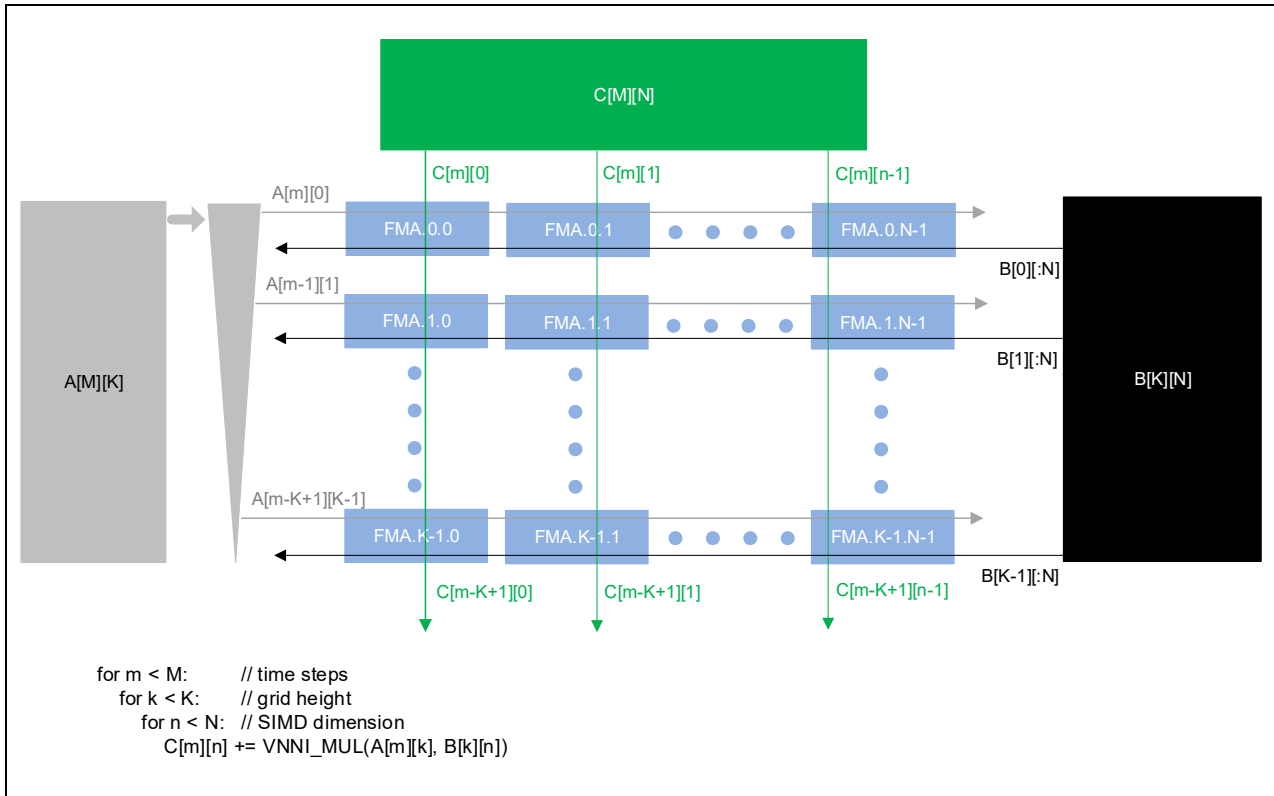 C[M][N]
C[m][0]
C[m][1]
C[m][n-1]
A[m][0]
FMA.0.0
FMA.0.1
FMA.0.N-1
B[0][:N]
A[m-1][1]
FMA.1.0
FMA.1.1
FMA.1.N-1
B[1][:N]
A[M][K]
B[K][N]
A[m-K+1][K-1]
FMA.K-1.0
FMA.K-1.1
FMA.K-1.N-1
B[K-1][:N]
C[m-K+1][0]
C[m-K+1][1]
C[m-K+1][n-1]
for m < M: // time steps
for k < K: // grid height
for n < N: // SIMD dimension
C[m][n] += VNNI_MUL(A[m][k], B[k][n])